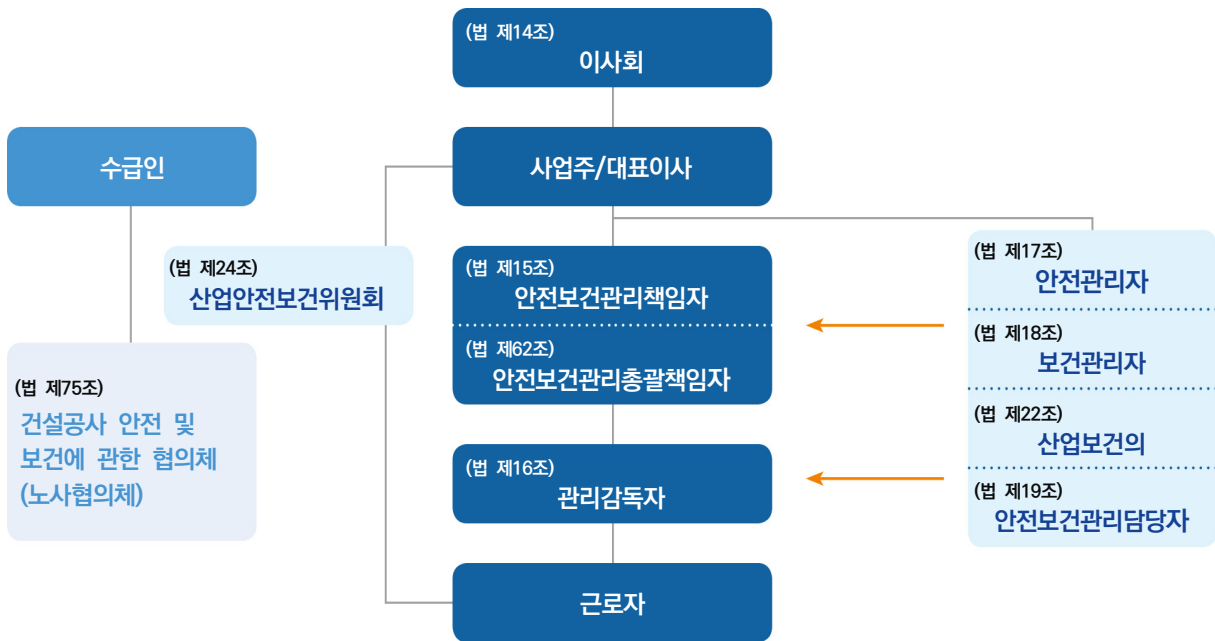 (법 제14조)
이사회
수급인
사업주/대표이사
(법 제24조)
산업안전보건위원회
(법 제75조)
건설공사 안전 및
보건에 관한 협의체
(노사협의체)
(법 제15조)
안전보건관리책임자
(법 제62조)
안전보건관리총괄책임자
(법 제16조)
관리감독자
근로자
(법 제17조)
안전관리자
(법 제18조)
보건관리자
(법 제22조)
산업보건의
(법 제19조)
안전보건관리담당자